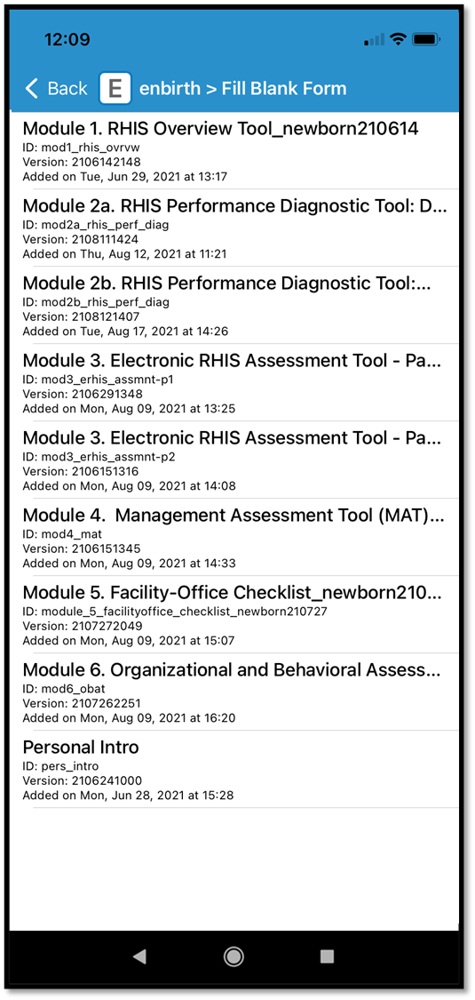 12:09
Back E enbirth > Fill Blank Form
Module 1. RHIS Overview Tool_newborn210614
ID: mod1_rhis_ovrvw
Version: 2106142148
Added on Tue, Jun 29, 2021 at 13:17
Module 2a. RHIS Performance Diagnostic Tool: D...
ID: mod2a_rhis_perf_diag
Version: 2108111424
Added on Thu, Aug 12, 2021 at 11:21
Module 2b. RHIS Performance Diagnostic Tool:...
ID: mod2b_rhis_perf_diag
Version: 2108121407
Added on Tue, Aug 17, 2021 at 14:26
Module 3. Electronic RHIS Assessment Tool - Pa...
ID: mod3_erhis_assmnt-p1
Version: 2106291348
Added on Mon, Aug 09, 2021 at 13:25
Module 3. Electronic RHIS Assessment Tool - Pa...
ID: mod3_erhis_assmnt-p2
Version: 2106151316
Added on Mon, Aug 09, 2021 at 14:08
Module 4.  Management Assessment Tool (MAT)...
ID: mod4_mat
Version: 2106151345
Added on Mon, Aug 09, 2021 at 14:33
Module 5. Facility-Office Checklist_newborn210...
ID: module_5_facilityoffice_checklist_newborn210727
Version: 2107272049
Added on Mon, Aug 09, 2021 at 15:07
Module 6. Organizational and Behavioral Assess...
ID: mod6_obat
Version: 2107262251
Added on Mon, Aug 09, 2021 at 16:20
Personal Intro
ID: pers_intro
Version: 2106241000
Added on Mon, Jun 28, 2021 at 15:28